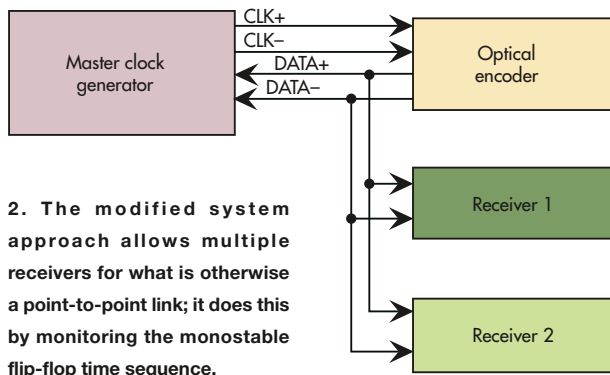 CLK+
CLK–
Master clock
generator
DATA+
DATA–
Optical
encoder
Receiver 1
2. The modified system
approach allows multiple
receivers for what is otherwise
a point-to-point link; it does this
by monitoring the monostable
flip-flop time sequence.
Receiver 2